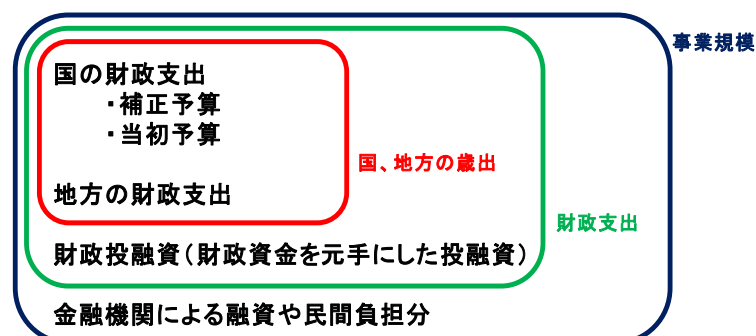 事業規模
国の財政支出
・補正予算
・当初予算
国、地方の歳出
地方の財政支出
財政支出
財政投融資（財政資金を元手にした投融資）
金融機関による融資や民間負担分